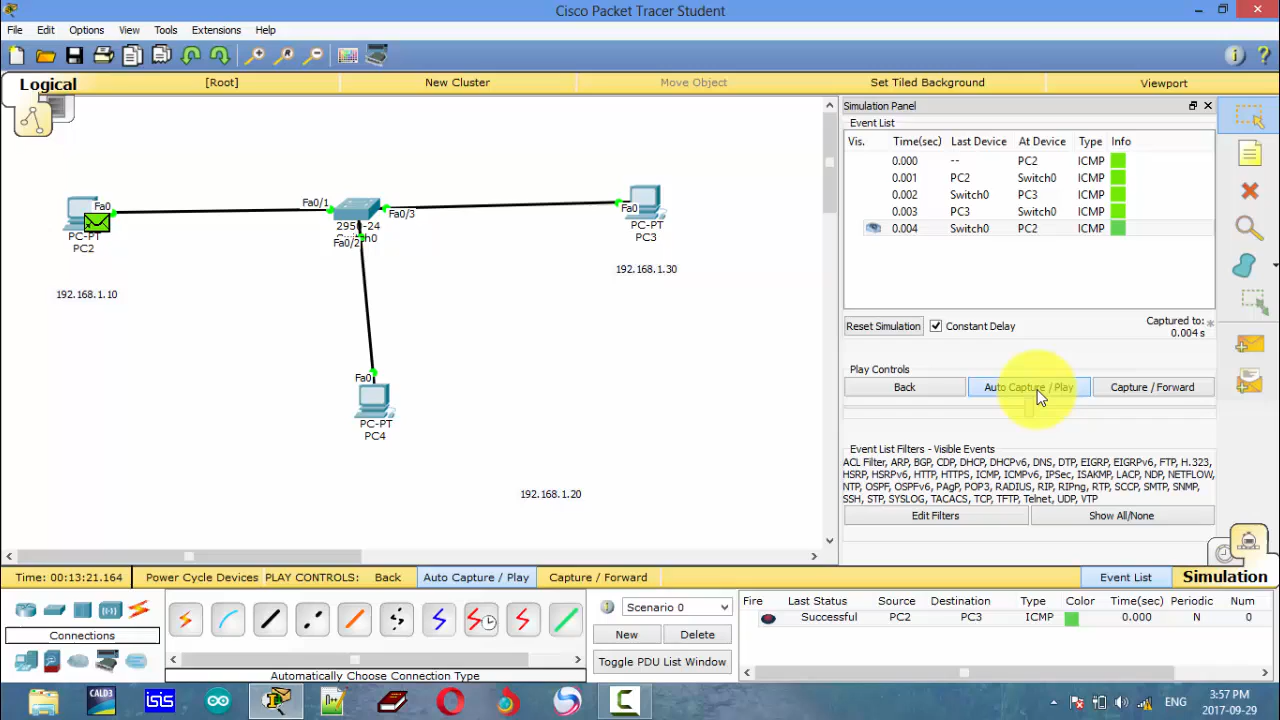 Cisco Packet Tracer Student
File Edit Options View Tools Extensions Help
Logical [Root] New Cluster Move Object Set Tiled Background Viewport
Fa0
PC-PT
PC2
192.168.1.10
Fa0/1
Fa0/3
Fa0/2
Fa0
PC-PT
PC3
192.168.1.30
Fa0
PC-PT
PC4
192.168.1.20
Simulation Panel
Event List
Vis. Time(sec) Last Device At Device Type Info
0.000 -- PC2 ICMP
0.001 PC2 Switch0 ICMP
0.002 Switch0 PC3 ICMP
0.003 PC3 Switch0 ICMP
0.004 Switch0 PC2 ICMP
Reset Simulation Constant Delay Captured to: *
0.004 s
Play Controls
Back Auto Capture / Play Capture / Forward
Event List Filters - Visible Events
ACL Filter, ARP, BGP, CDP, DHCP, DHCPv6, DNS, DTP, EIGRP, EIGRPv6, FTP, H.323,
HSRP, HSRPv6, HTTP, HTTPS, ICMP, ICMPv6, IPSec, ISAKMP, LACP, NDP, NETFLOW,
NTP, OSPF, OSPFv6, PAgP, POP3, RADIUS, RIP, RIPng, RTP, SCCP, SMTP, SNMP,
SSH, STP, SYSLOG, TACACS, TCP, TFTP, Telnet, UDP, VTP
Edit Filters Show All/None
Time: 00:13:21.164 Power Cycle Devices PLAY CONTROLS: Back Auto Capture / Play Capture / Forward Event List Simulation
Connections
Automatically Choose Connection Type
Scenario 0
New Delete
Toggle PDU List Window
Fire Last Status Source Destination Type Color Time(sec) Periodic Num
Successful PC2 PC3 ICMP 0.000 N 0
CALD3
isis
ENG
3:57 PM
2017-09-29